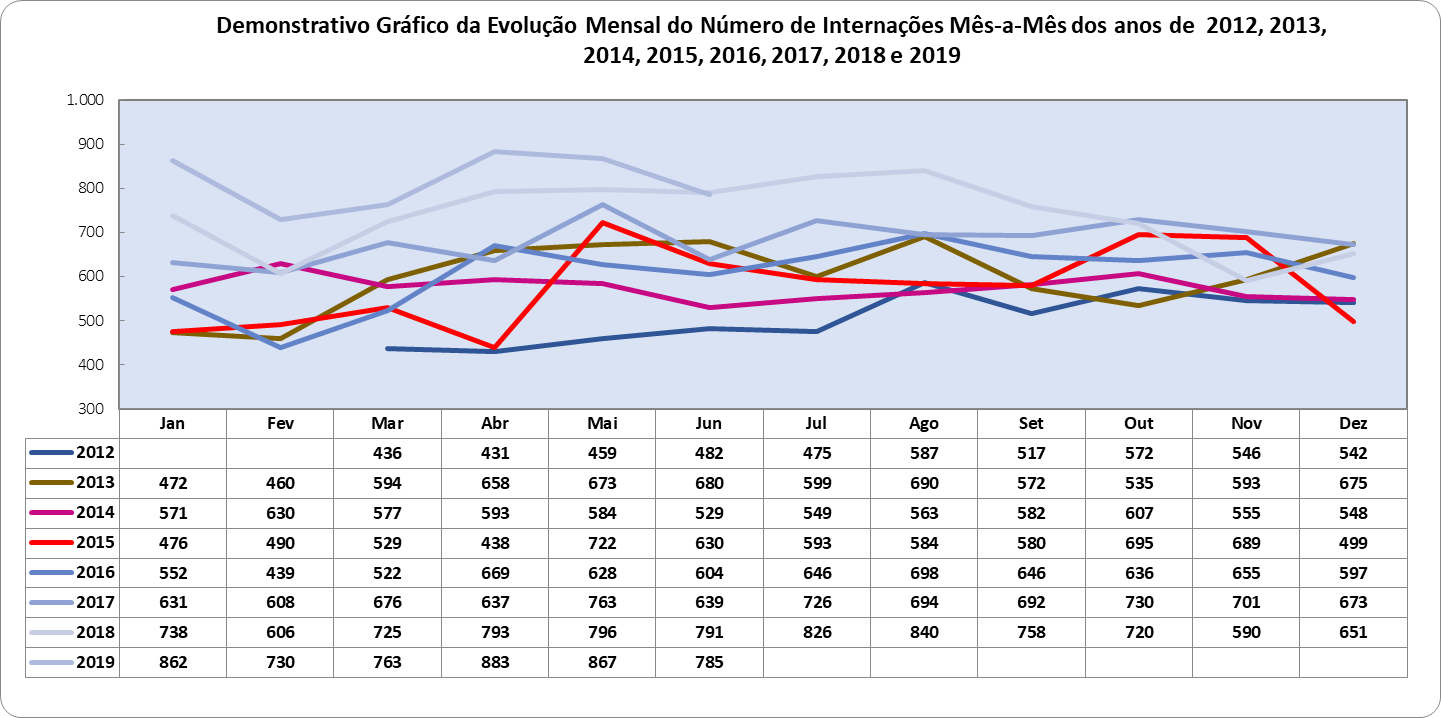 Demonstrativo Gráfico da Evolução Mensal do Número de Internações Mês-a-Mês dos anos de 2012, 2013,
2014, 2015, 2016, 2017, 2018 e 2019
1.000
900
800
700
600
500
400
300
Jan Fev Mar Abr Mai Jun Jul Ago Set Out Nov Dez
2012 436 431 459 482 475 587 517 572 546 542
2013 472 460 594 658 673 680 599 690 572 535 593 675
2014 571 630 577 593 584 529 549 563 582 607 555 548
2015 476 490 529 438 722 630 593 584 580 695 689 499
2016 552 439 522 669 628 604 646 698 646 636 655 597
2017 631 608 676 637 763 639 726 694 692 730 701 673
2018 738 606 725 793 796 791 826 840 758 720 590 651
2019 862 730 763 883 867 785